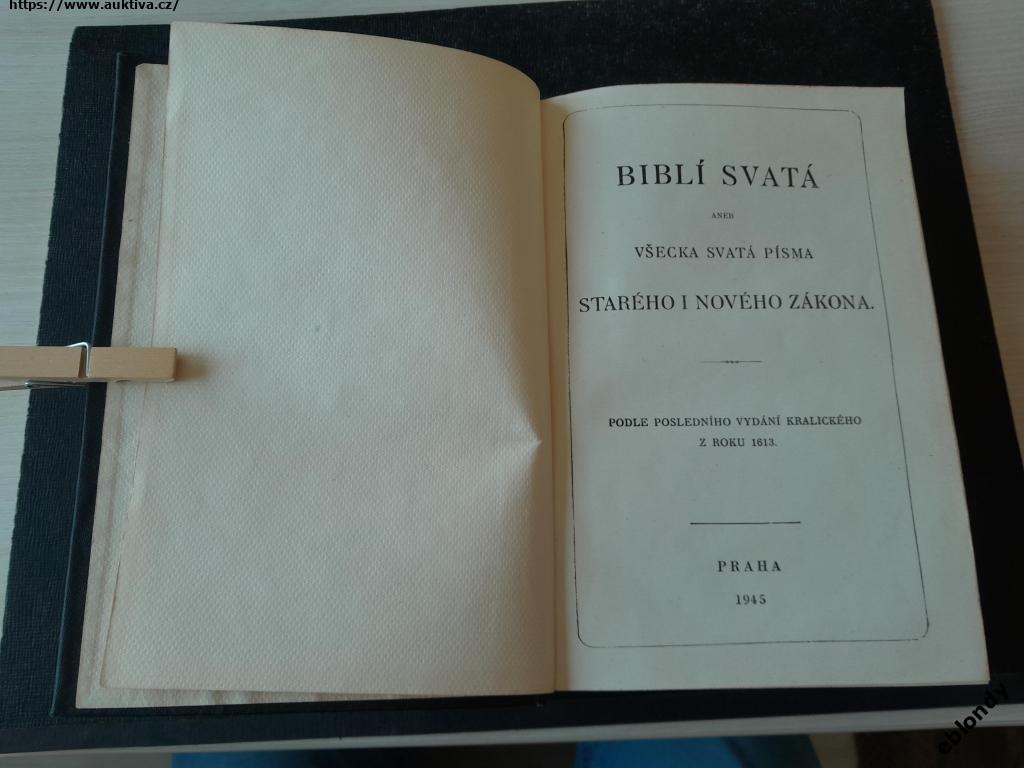 https://www.auktiva.cz/
BIBLÍ SVATÁ
ANEB
VŠECKA SVATÁ PÍSMA
STARÉHO I NOVÉHO ZÁKONA.
PODLE POSLEDNÍHO VYDÁNÍ KRALICKÉHO
Z ROKU 1613.
PRAHA
1945
eblondy